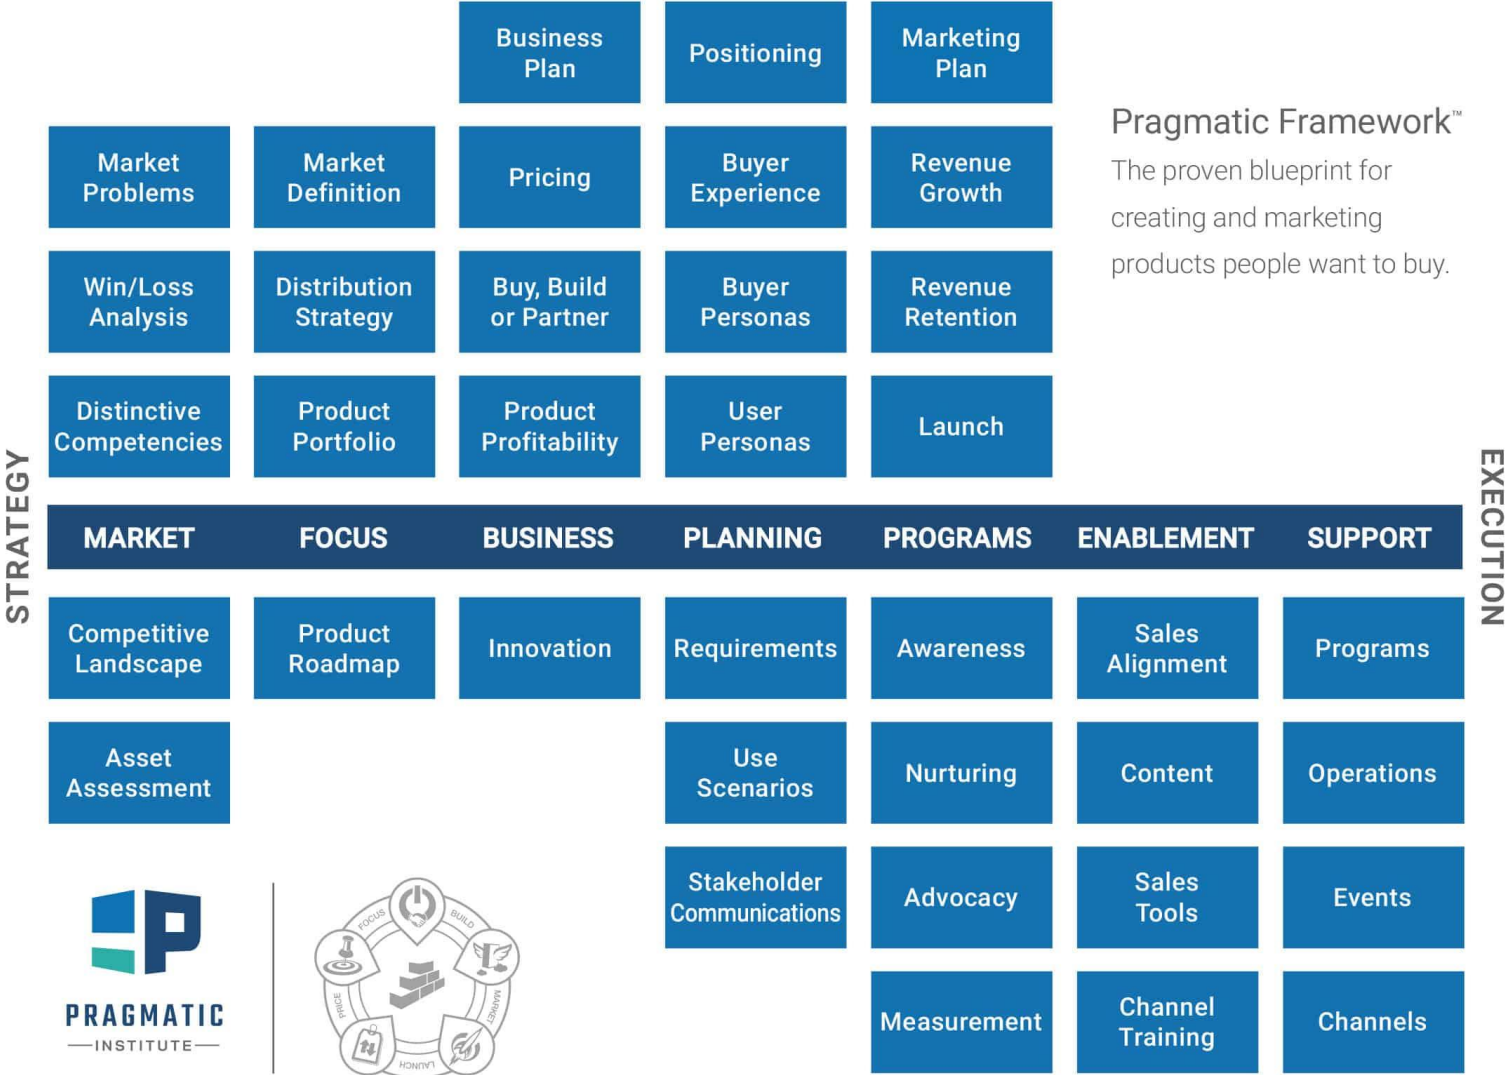 Business
Plan
Positioning
Marketing
Plan
Pragmatic Framework™
The proven blueprint for
creating and marketing
products people want to buy.
Market
Problems
Market
Definition
Pricing
Buyer
Experience
Revenue
Growth
Win/Loss
Analysis
Distribution
Strategy
Buy, Build
or Partner
Buyer
Personas
Revenue
Retention
Distinctive
Competencies
Product
Portfolio
Product
Profitability
User
Personas
Launch
STRATEGY
MARKET
FOCUS
BUSINESS
PLANNING
PROGRAMS
ENABLEMENT
SUPPORT
EXECUTION
Competitive
Landscape
Product
Roadmap
Innovation
Requirements
Awareness
Sales
Alignment
Programs
Asset
Assessment
Use
Scenarios
Nurturing
Content
Operations
Stakeholder
Communications
Advocacy
Sales
Tools
Events
Measurement
Channel
Training
Channels
PRAGMATIC
INSTITUTE
FOCUS
BUILD
MARKET
LAUNCH
PRICE